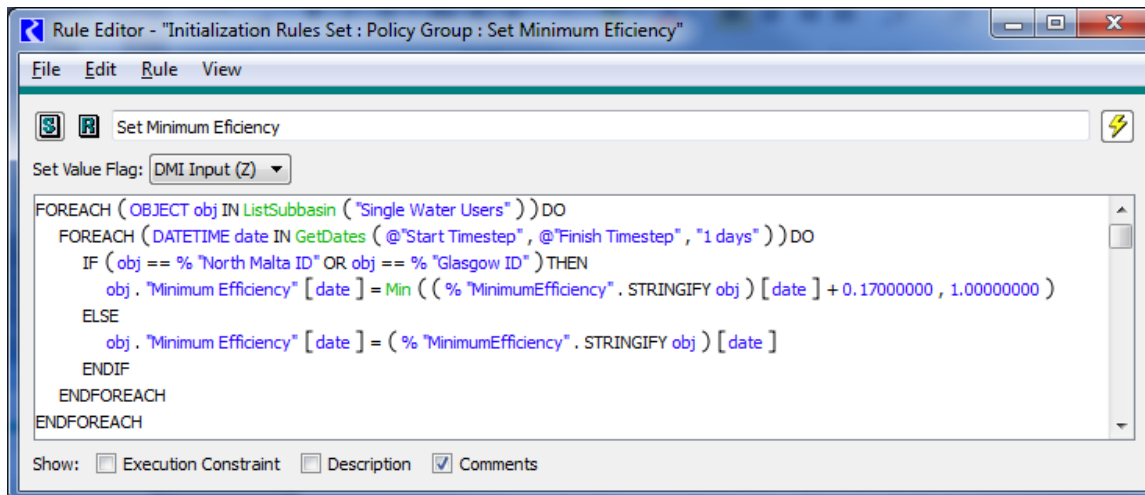 Rule Editor - "Initialization Rules Set : Policy Group : Set Minimum Eficiency"
File Edit Rule View
S R Set Minimum Eficiency
Set Value Flag: DMI Input (Z)
FOREACH ( OBJECT obj IN ListSubbasin ( "Single Water Users" ) ) DO
FOREACH ( DATETIME date IN GetDates ( @"Start Timestep" , @"Finish Timestep" , "1 days" ) ) DO
IF ( obj == % "North Malta ID" OR obj == % "Glasgow ID" ) THEN
obj . "Minimum Efficiency" [ date ] = Min ( ( % "MinimumEfficiency" . STRINGIFY obj ) [ date ] + 0.17000000 , 1.00000000 )
ELSE
obj . "Minimum Efficiency" [ date ] = ( % "MinimumEfficiency" . STRINGIFY obj ) [ date ]
ENDIF
ENDFOREACH
ENDFOREACH
Show: Execution Constraint Description Comments